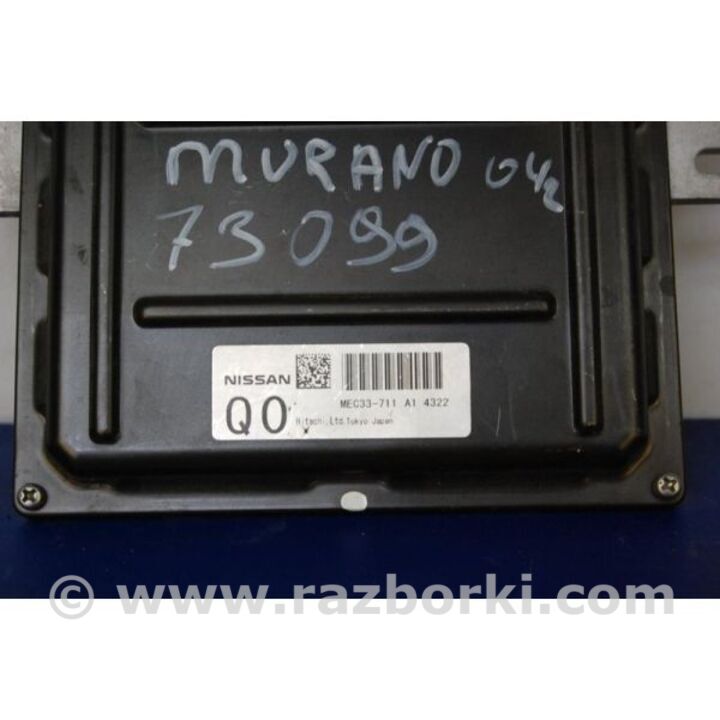 MURANO 04/2
73099
NISSAN
Q0
MEC33-711 A1 4322
Hitachi,Ltd.Tokyo Japan
© www.razborki.com